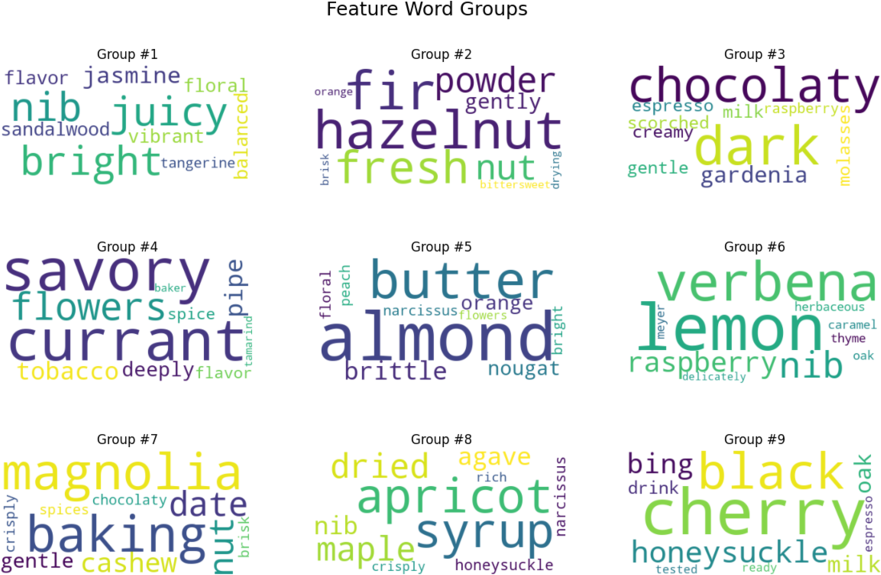 Feature Word Groups
Group #1
flavor jasmine
floral
nib juicy
sandalwood
vibrant
balanced
bright tangerine
Group #2
orange fir powder
gently
hazelnut
brisk fresh nut drying
bittersweet
Group #3
chocolaty
espresso milk raspberry
scorched
creamy dark molasses
gentle gardenia
Group #4
savory
baker
pipe
flowers spice
currant tamarind
tobacco deeply flavor
Group #5
floral peach butter
narcissus orange
flowers
almond bright
brittle nougat
Group #6
verbena
meyer lemon herbaceous
caramel
thyme
raspberry nib oak
delicately
Group #7
magnolia
crisply chocolaty date
spices
baking nut brisk
gentle cashew
Group #8
dried agave
rich
narcissus
apricot
nib syrup
maple
crisply honeysuckle
Group #9
bing black oak
drink
cherry espresso
honeysuckle
tested ready milk